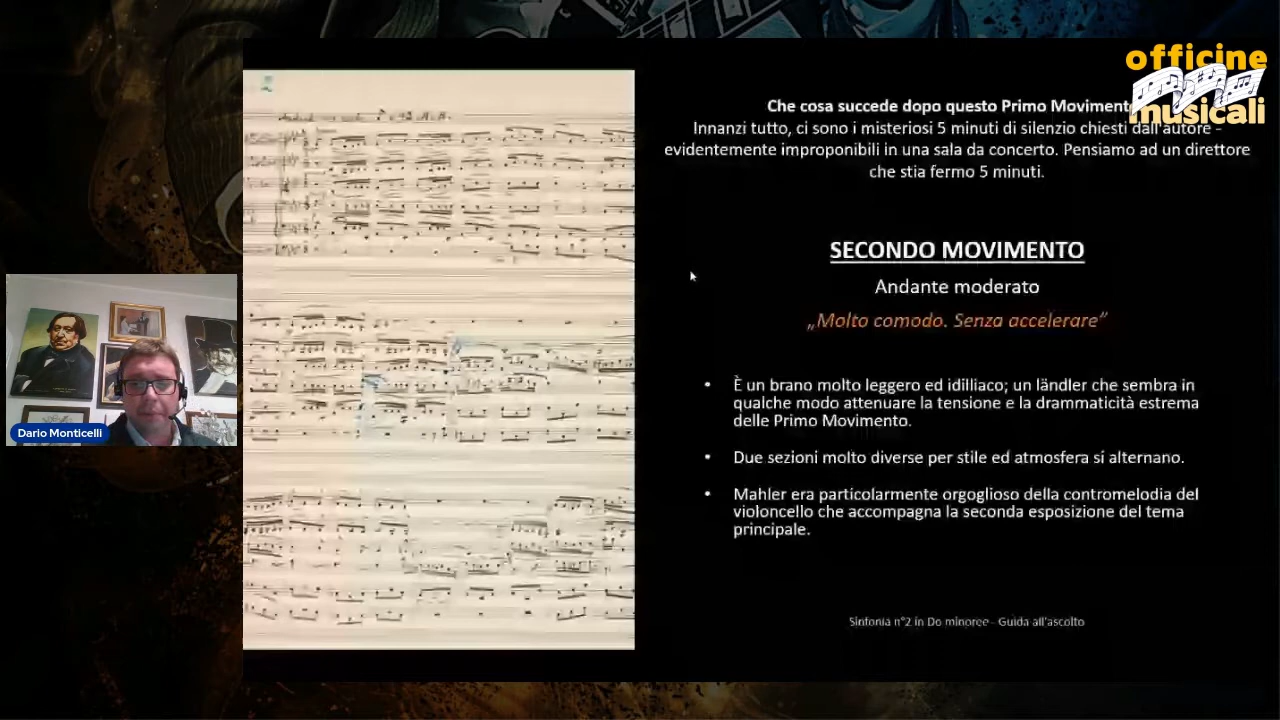 officine
musicali
Che cosa succede dopo questo Primo Movimento
Innanzi tutto, ci sono i misteriosi 5 minuti di silenzio chiesti dall'autore -
evidentemente improponibili in una sala da concerto. Pensiamo ad un direttore
che stia fermo 5 minuti.
SECONDO MOVIMENTO
Andante moderato
„Molto comodo. Senza accelerare”
• È un brano molto leggero ed idilliaco; un ländler che sembra in
qualche modo attenuare la tensione e la drammaticità estrema
delle Primo Movimento.
• Due sezioni molto diverse per stile ed atmosfera si alternano.
• Mahler era particolarmente orgoglioso della contromelodia del
violoncello che accompagna la seconda esposizione del tema
principale.
Dario Monticelli
Sinfonia n°2 in Do minoree - Guida all'ascolto